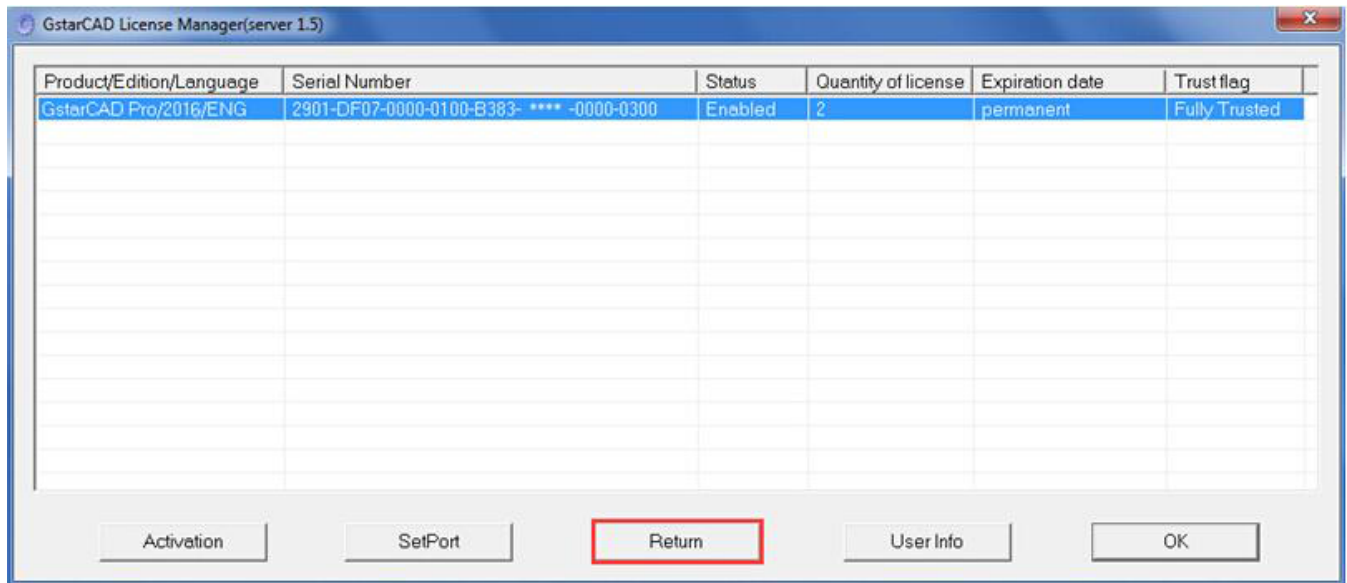 GstarCAD License Manager(server 1.5)
Product/Edition/Language Serial Number Status Quantity of license Expiration date Trust flag
GstarCAD Pro/2016/ENG 2901-DF07-0000-0100-B383- **** -0000-0300 Enabled 2 permanent Fully Trusted
Activation SetPort Return User Info OK